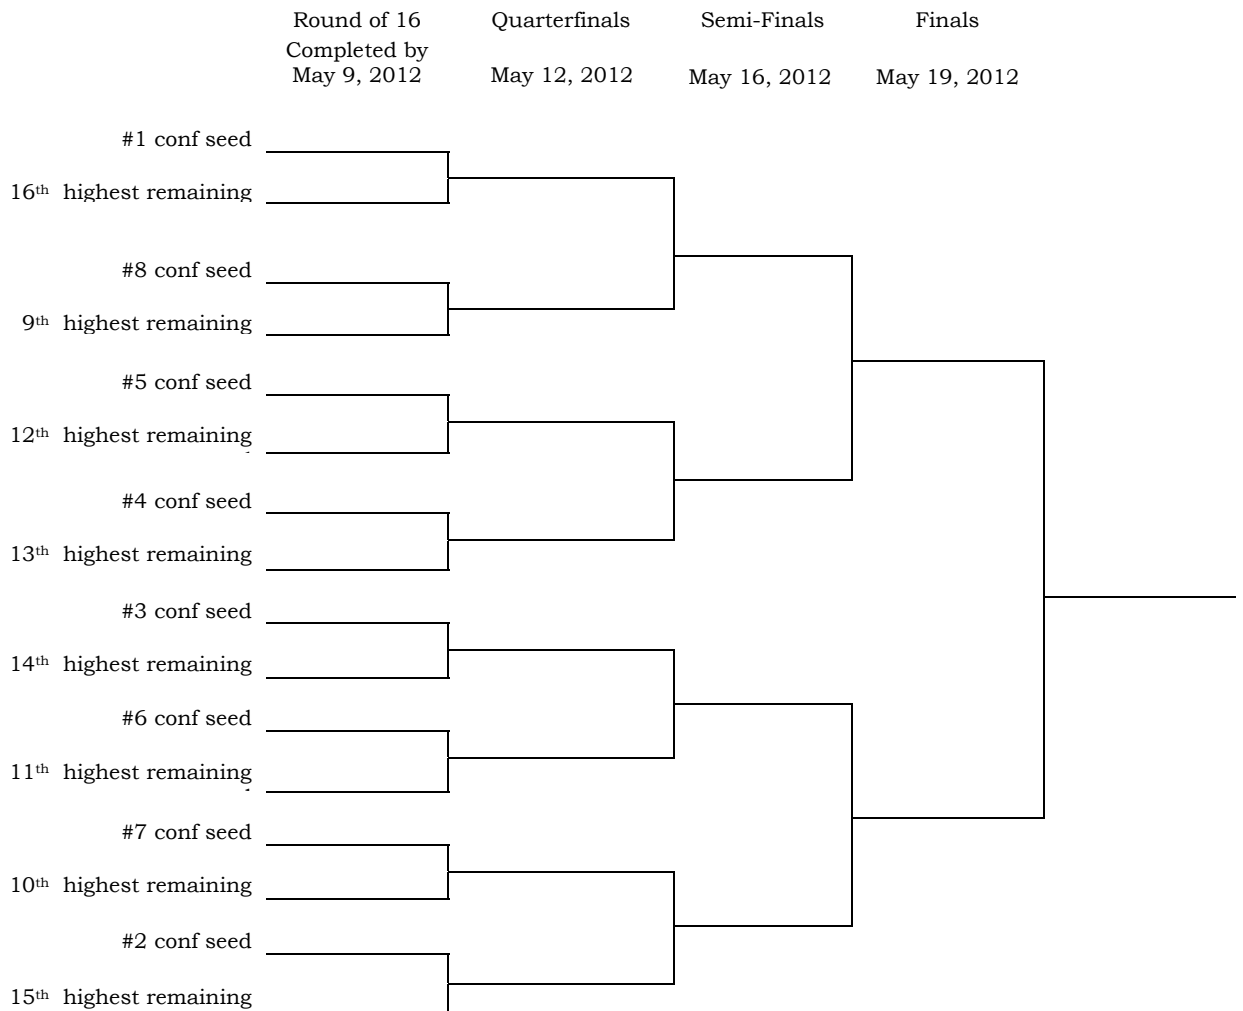 Round of 16 Quarterfinals Semi-Finals Finals
Completed by
May 9, 2012 May 12, 2012 May 16, 2012 May 19, 2012
#1 conf seed
16th highest remaining
#8 conf seed
9th highest remaining
#5 conf seed
12th highest remaining
#4 conf seed
13th highest remaining
#3 conf seed
14th highest remaining
#6 conf seed
11th highest remaining
#7 conf seed
10th highest remaining
#2 conf seed
15th highest remaining